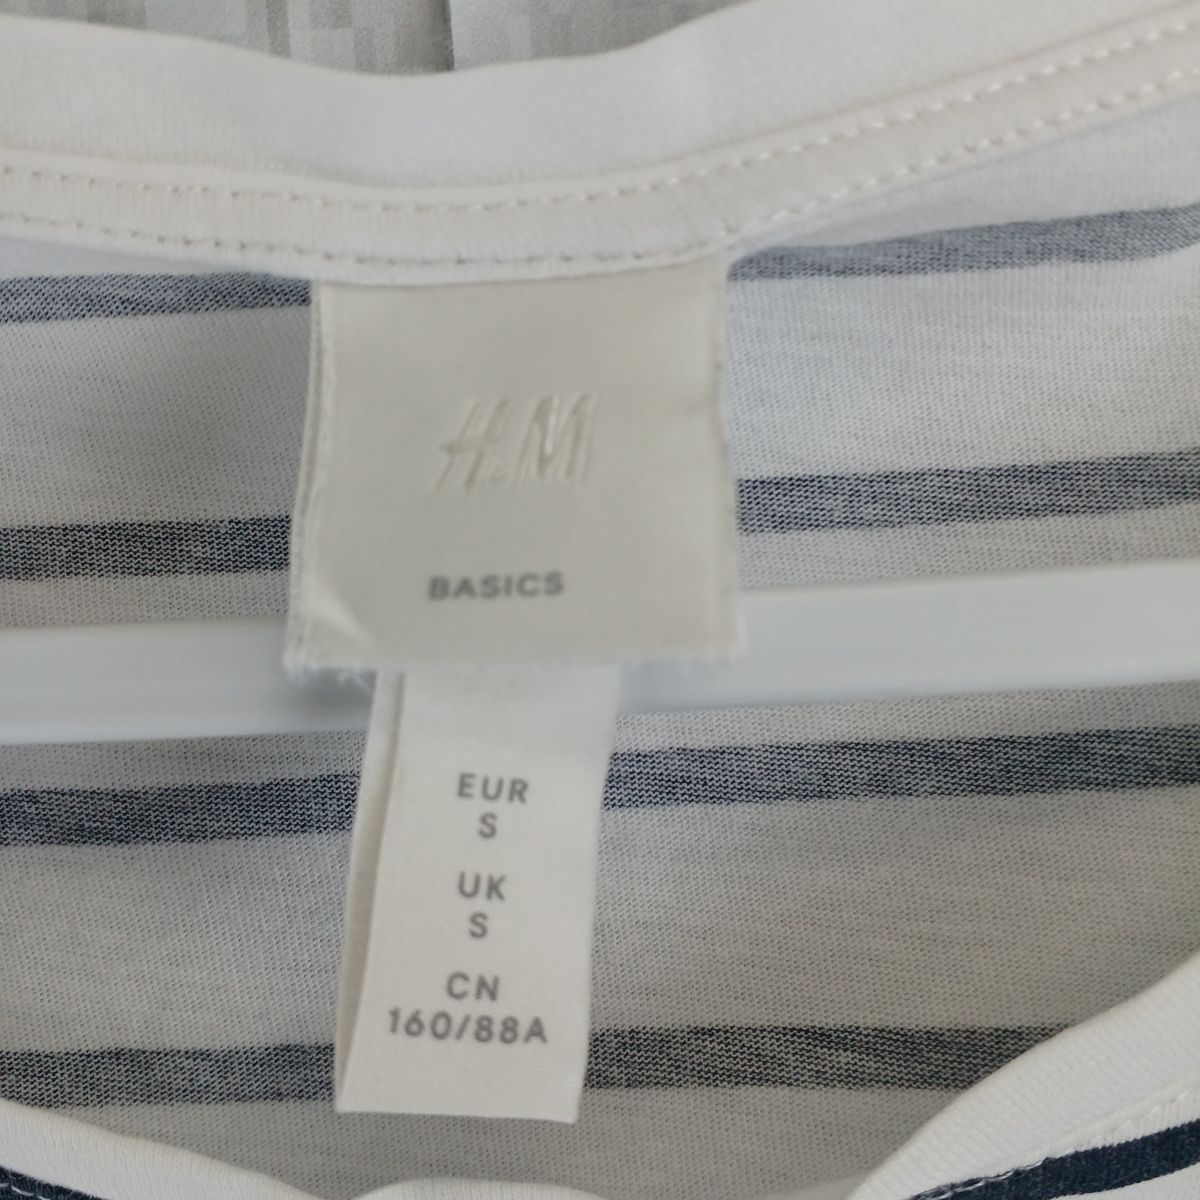 H&M
BASICS
EUR
S
UK
S
CN
160/88A